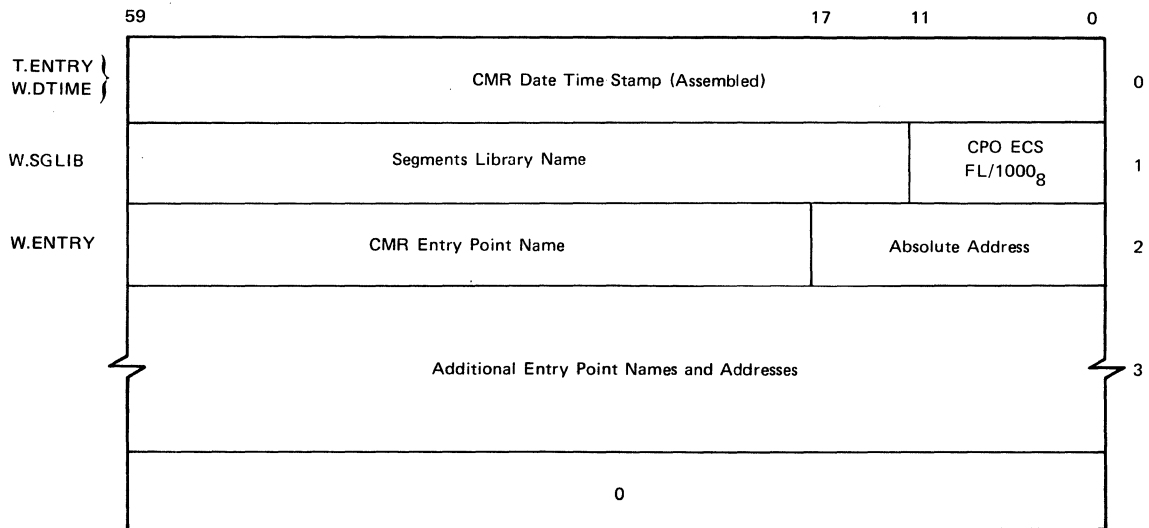 59 17 11 0
T.ENTRY
W.DTIME
CMR Date Time Stamp (Assembled)
0
W.SGLIB
Segments Library Name
CPO ECS
FL/1000₈
1
W.ENTRY
CMR Entry Point Name
Absolute Address
2
Additional Entry Point Names and Addresses
3
0